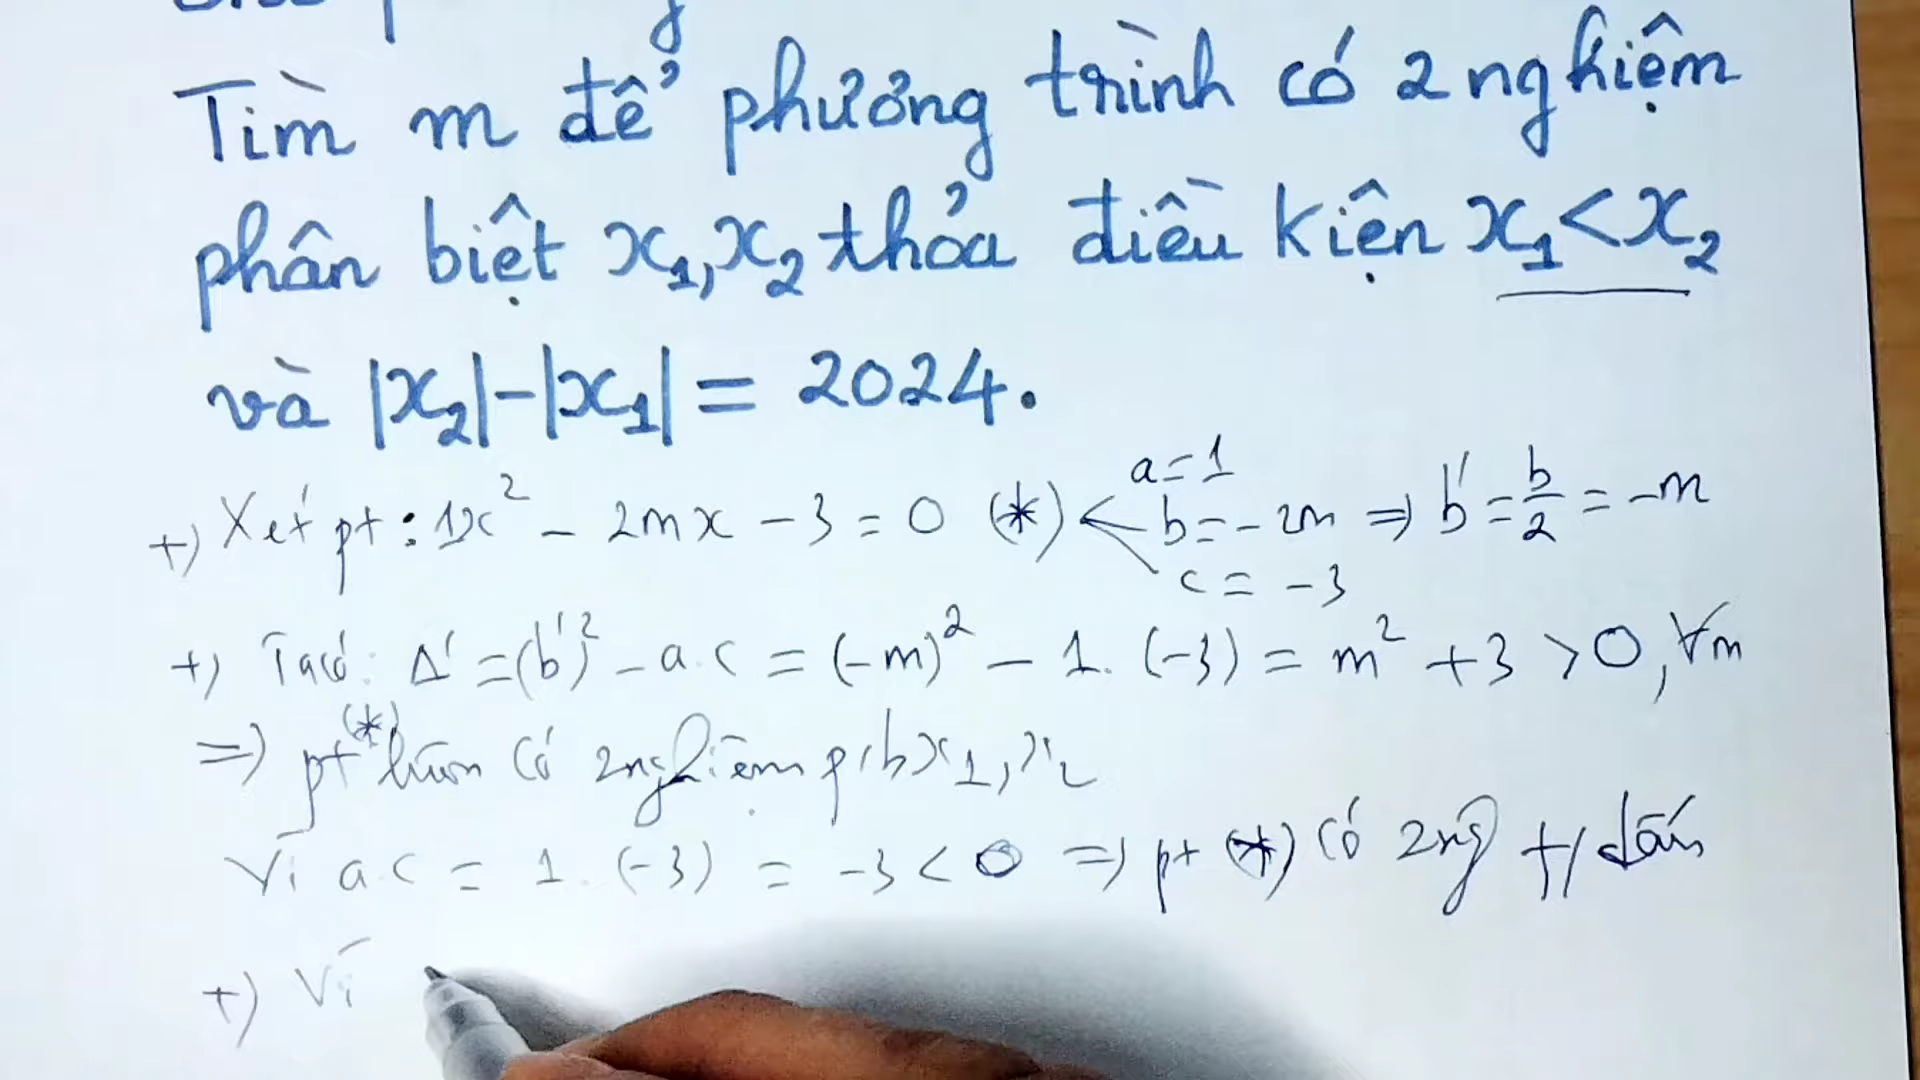 Tìm m để phương trình có 2 nghiệm
phân biệt x₁, x₂ thỏa điều kiện x₁ < x₂
và |x₂| - |x₁| = 2024.
+) Xét pt : 1x² - 2mx - 3 = 0 (*)
a = 1
b = -2m => b' = b/2 = -m
c = -3
+) Ta có: Δ' = (b')² - a.c = (-m)² - 1.(-3) = m² + 3 > 0, ∀m
=> pt (*) luôn có 2 nghiệm p/b x₁, x₂
Vì a.c = 1.(-3) = -3 < 0 => pt (*) có 2 ng t/dấu
+) Vì